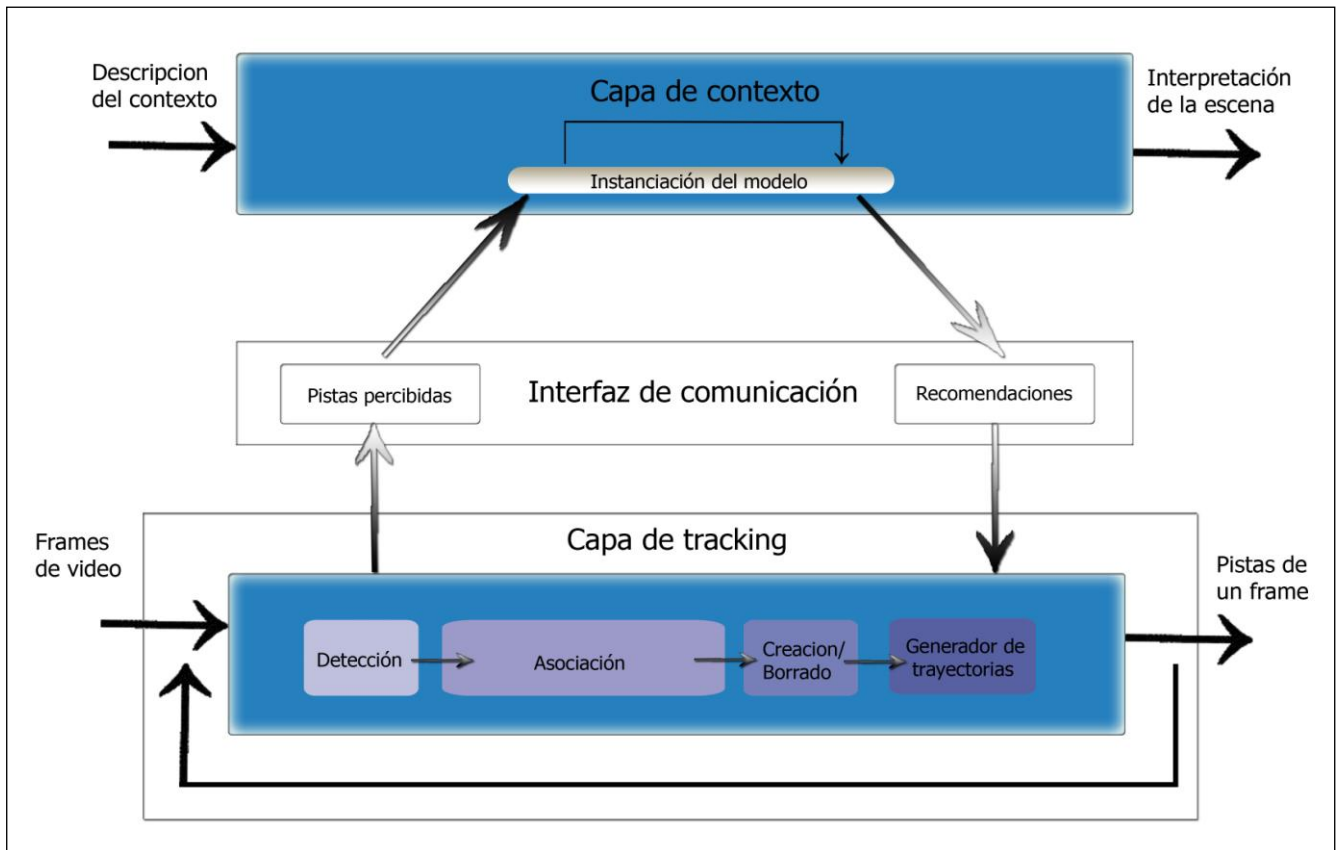 Descripcion
del contexto
Capa de contexto
Interpretación
de la escena
Instanciación del modelo
Pistas percibidas
Interfaz de comunicación
Recomendaciones
Capa de tracking
Frames
de video
Pistas de
un frame
Detección
Asociación
Creacion/
Borrado
Generador de
trayectorias